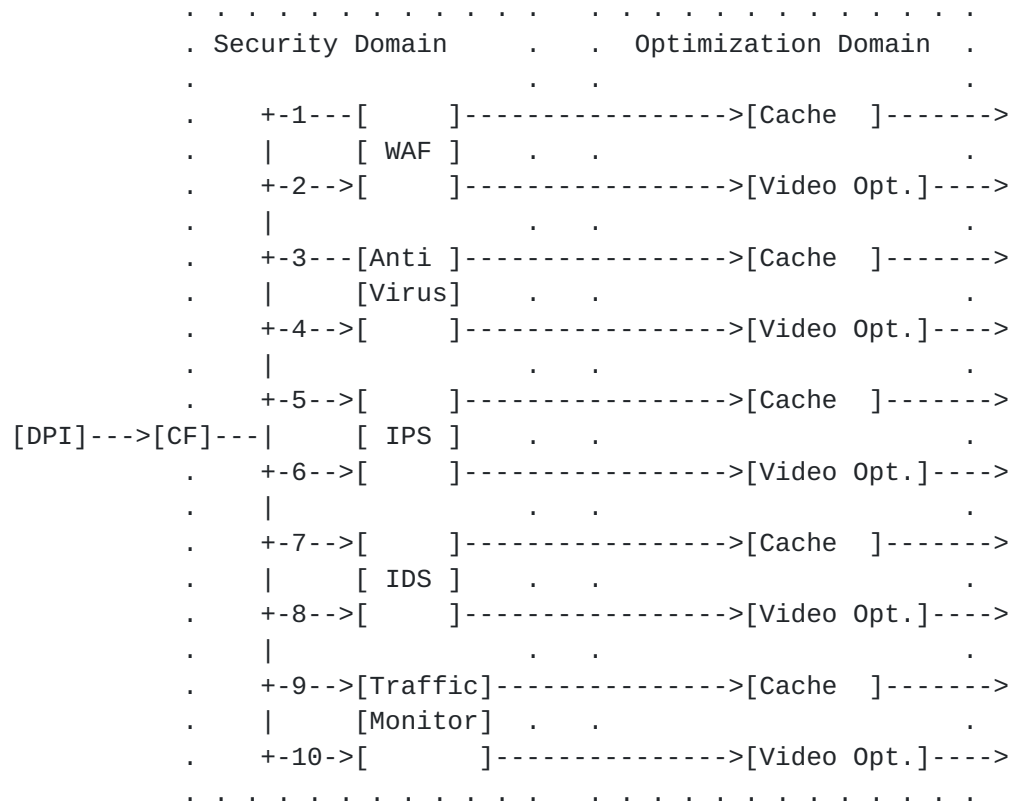 . . . . . . . . . . . .   . . . . . . . . . . . . .
            . Security Domain     .   .  Optimization Domain  .
            .                     .   .                       .
            .    +-1---[     ]----------------->[Cache  ]------->
            .    |     [ WAF ]    .   .                       .
            .    +-2-->[     ]----------------->[Video Opt.]---->
            .    |                .   .                       .
            .    +-3---[Anti ]----------------->[Cache  ]------->
            .    |     [Virus]    .   .                       .
            .    +-4-->[     ]----------------->[Video Opt.]---->
            .    |                .   .                       .
            .    +-5-->[     ]----------------->[Cache  ]------->
[DPI]--->[CF]---|     [ IPS ]    .   .                       .
            .    +-6-->[     ]----------------->[Video Opt.]---->
            .    |                .   .                       .
            .    +-7-->[     ]----------------->[Cache  ]------->
            .    |     [ IDS ]    .   .                       .
            .    +-8-->[     ]----------------->[Video Opt.]---->
            .    |                .   .                       .
            .    +-9-->[Traffic]--------------->[Cache  ]------->
            .    |     [Monitor]  .   .                       .
            .    +-10->[       ]--------------->[Video Opt.]---->
            . . . . . . . . . . . .   . . . . . . . . . . . . .